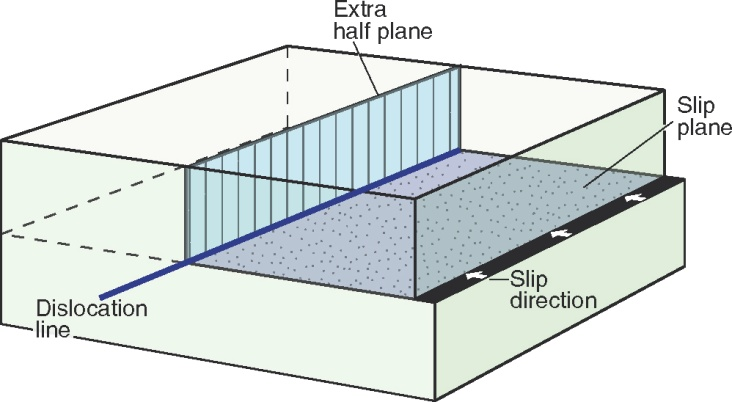 Extra
half plane
Slip
plane
Slip
direction
Dislocation
line